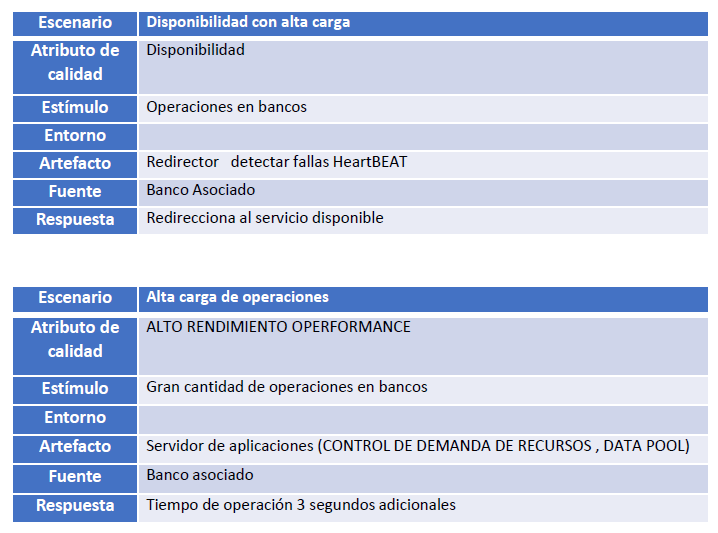 Escenario Disponibilidad con alta carga
Atributo de calidad Disponibilidad
Estímulo Operaciones en bancos
Entorno
Artefacto Redirector detectar fallas HeartBEAT
Fuente Banco Asociado
Respuesta Redirecciona al servicio disponible
Escenario Alta carga de operaciones
Atributo de calidad ALTO RENDIMIENTO OPERFORMANCE
Estímulo Gran cantidad de operaciones en bancos
Entorno
Artefacto Servidor de aplicaciones (CONTROL DE DEMANDA DE RECURSOS , DATA POOL)
Fuente Banco asociado
Respuesta Tiempo de operación 3 segundos adicionales